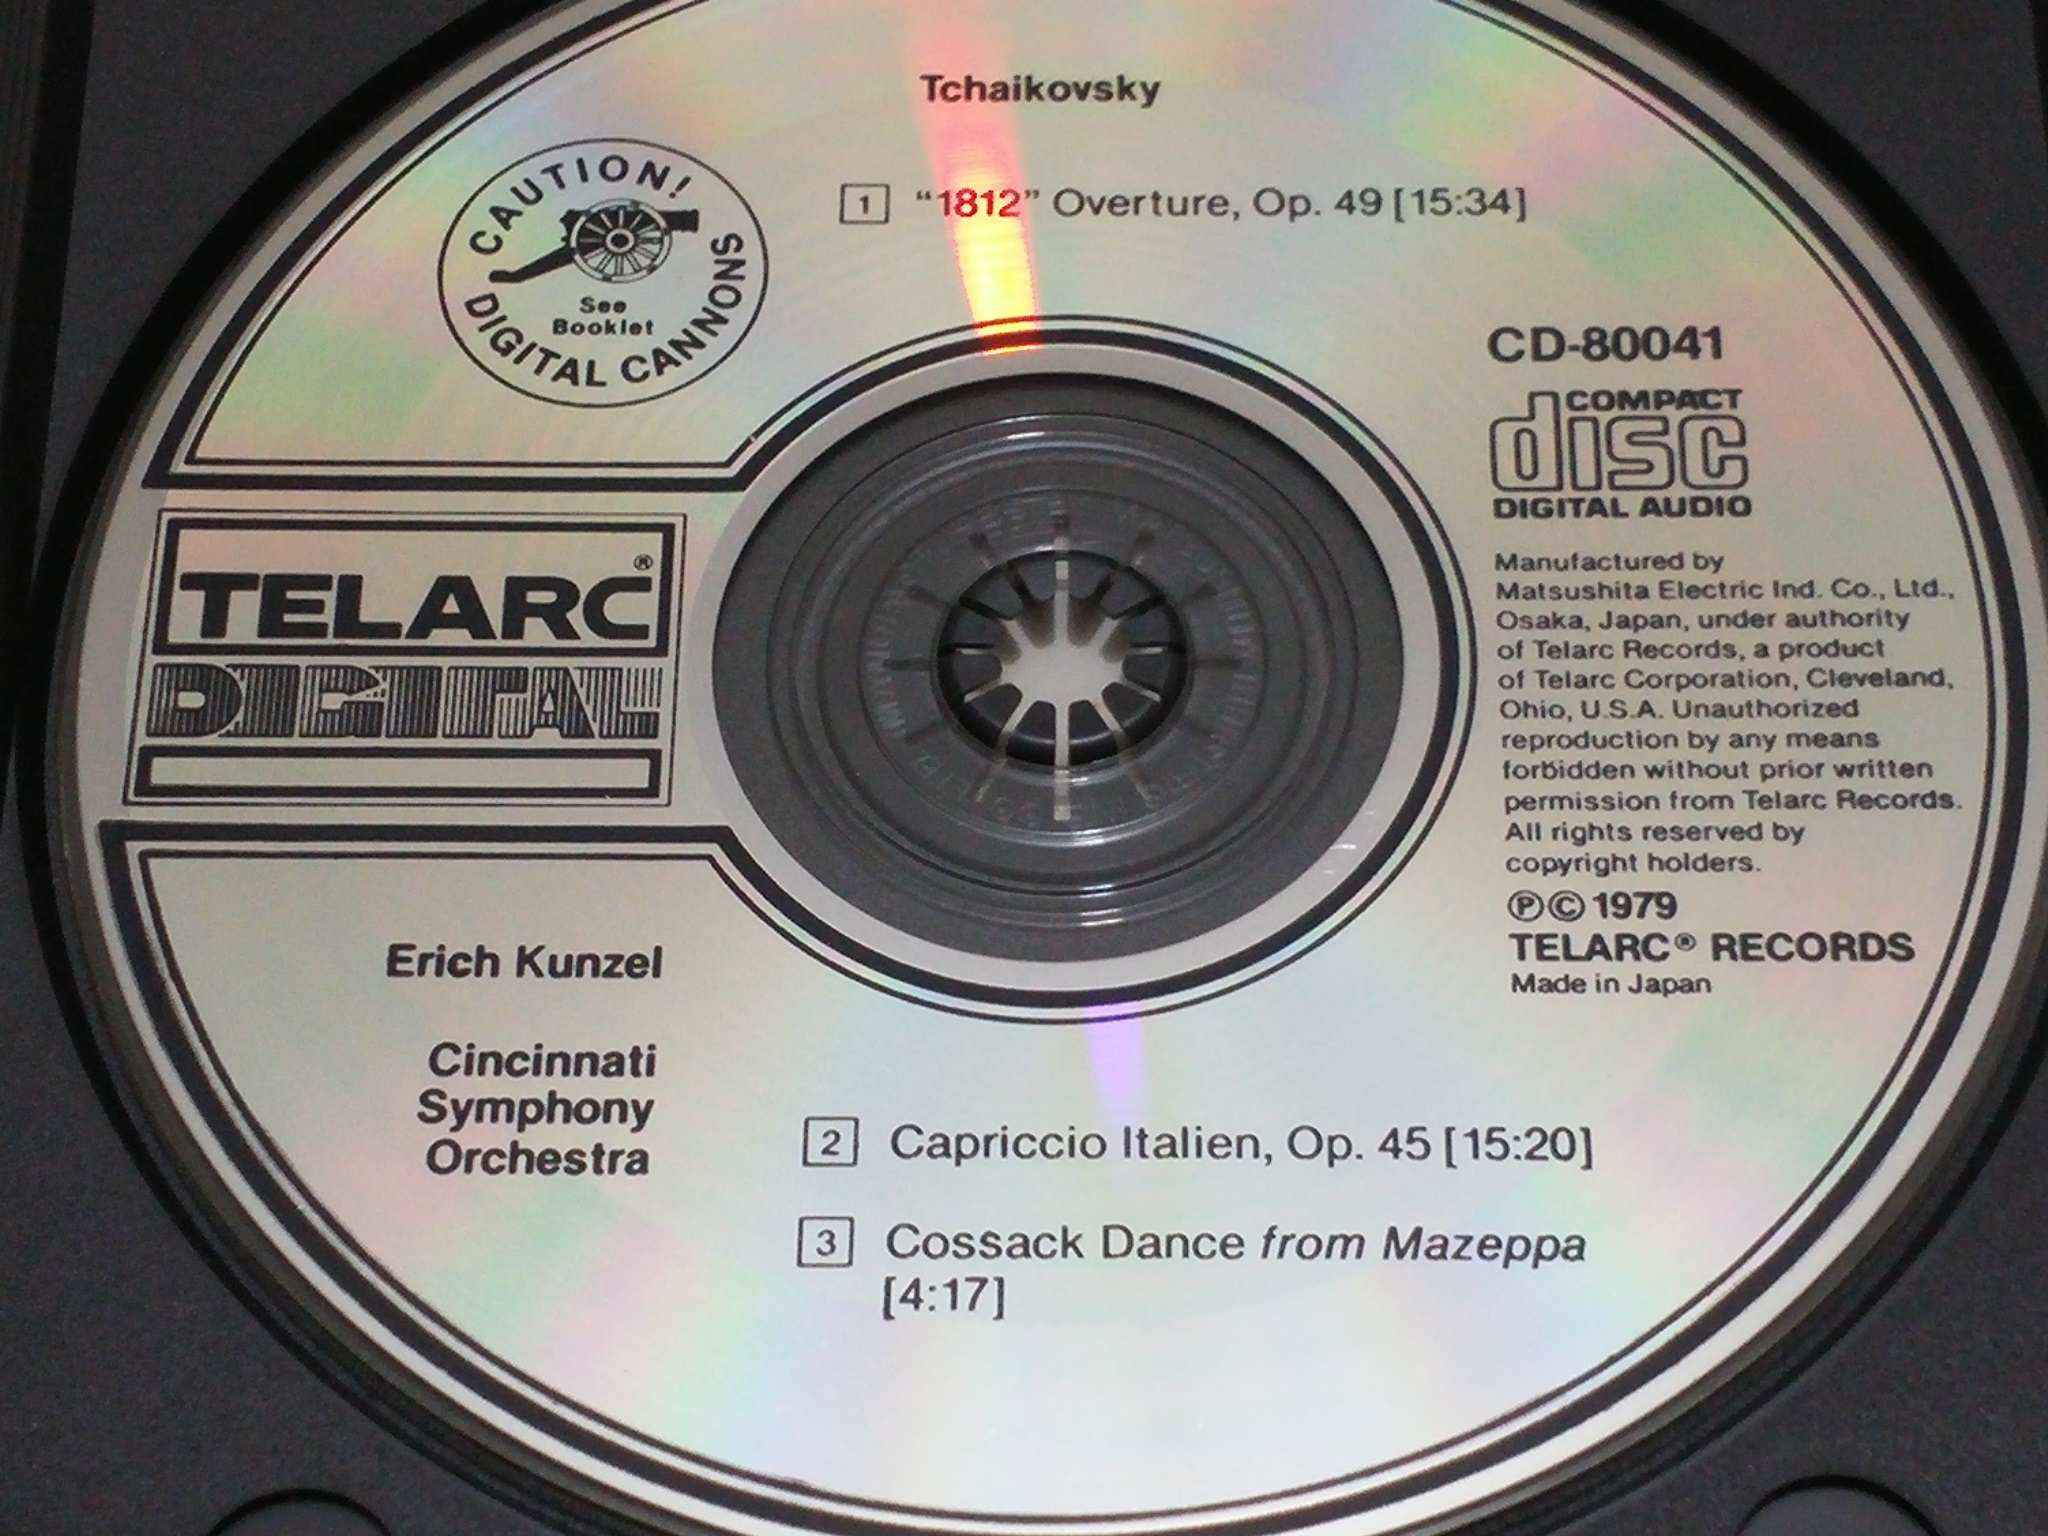 Tchaikovsky
1 “1812” Overture, Op. 49 [15:34]
CAUTION!
DIGITAL CANNONS
See
Booklet
CD-80041
COMPACT
disc
DIGITAL AUDIO
TELARC®
DIGITAL
Manufactured by
Matsushita Electric Ind. Co., Ltd.,
Osaka, Japan, under authority
of Telarc Records, a product
of Telarc Corporation, Cleveland,
Ohio, U.S.A. Unauthorized
reproduction by any means
forbidden without prior written
permission from Telarc Records.
All rights reserved by
copyright holders.
Ⓟ© 1979
TELARC® RECORDS
Made in Japan
Erich Kunzel
Cincinnati
Symphony
Orchestra
2 Capriccio Italien, Op. 45 [15:20]
3 Cossack Dance from Mazeppa
[4:17]